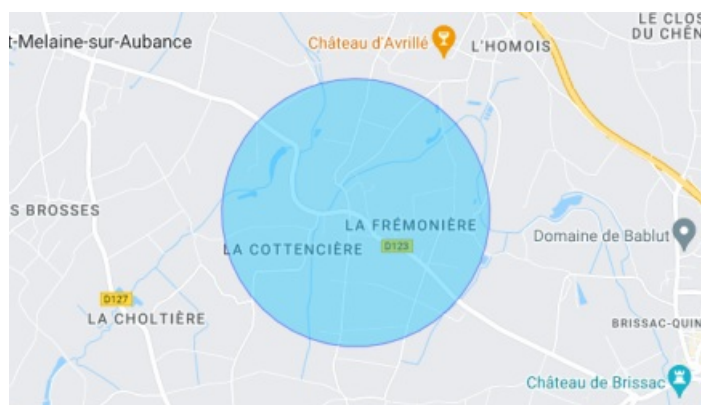 LE CLOS
DU CHÊN
t-Melaine-sur-Aubance
Château d'Avrillé
L'HOMOIS
S BROSSES
LA FRÉMONIÈRE
LA COTTENCIÈRE
D123
Domaine de Bablut
D127
LA CHOLTIÈRE
BRISSAC-QUIN
Château de Brissac